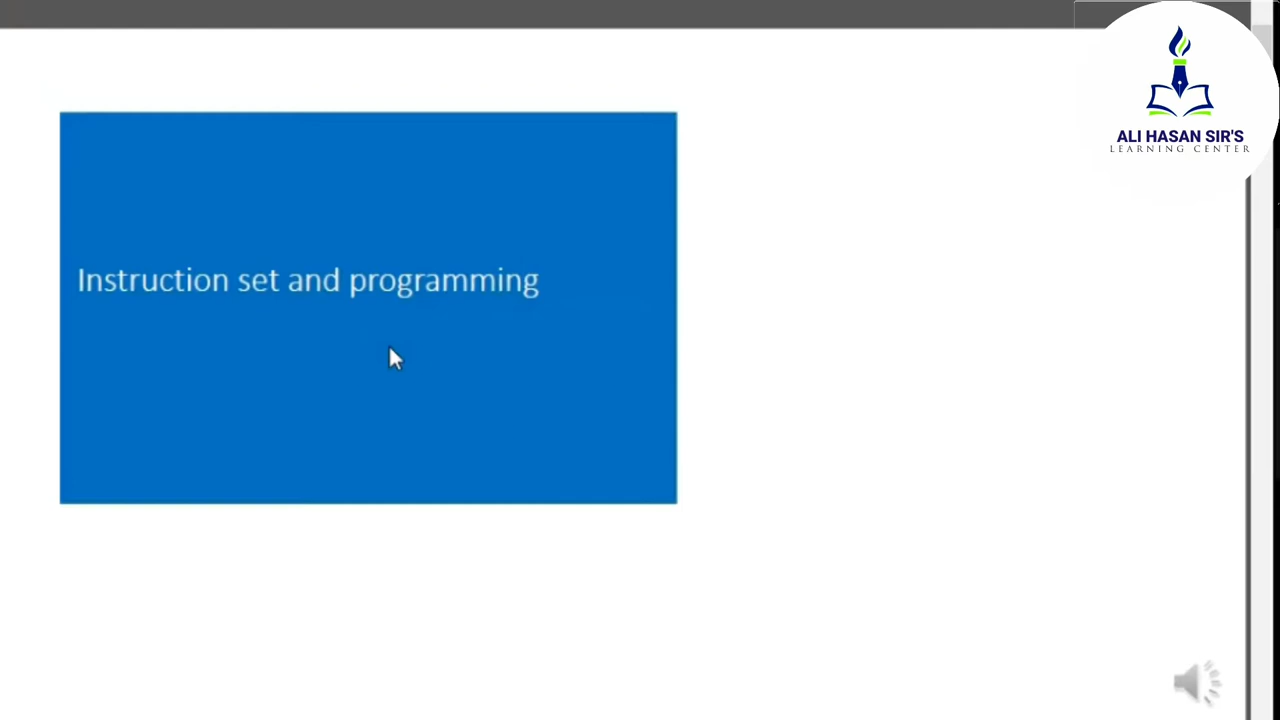 ALI HASAN SIR'S
LEARNING CENTER
Instruction set and programming